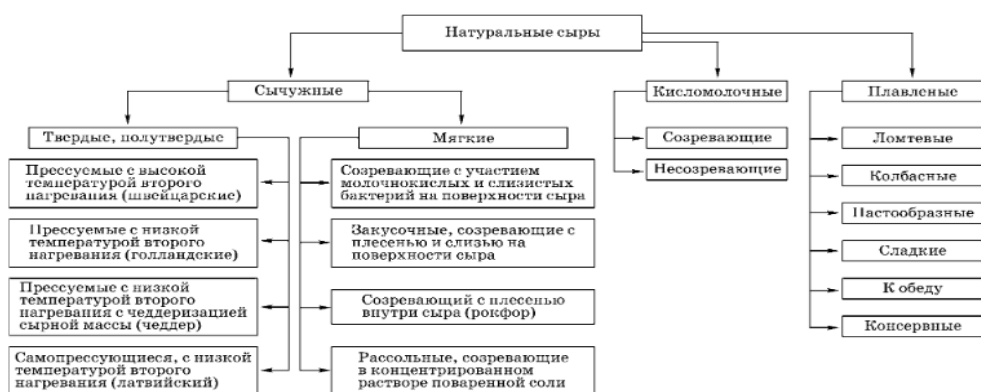 Натуральные сыры
Сычужные
Кисломолочные
Плавленые
Твердые, полутвердые
Мягкие
Прессуемые с высокой
температурой второго
нагревания (швейцарские)
Прессуемые с низкой
температурой второго
нагревания (голландские)
Прессуемые с низкой
температурой второго
нагревания с чеддеризацией
сырной массы (чеддер)
Самопрессующиеся, с низкой
температурой второго
нагревания (латвийский)
Созревающие с участием
молочнокислых и слизистых
бактерий на поверхности сыра
Закусочные, созревающие с
плесенью и слизью на
поверхности сыра
Созревающий с плесенью
внутри сыра (рокфор)
Рассольные, созревающие
в концентрированном
растворе поваренной соли
Созревающие
Несозревающие
Ломтевые
Колбасные
Пастообразные
Сладкие
К обеду
Консервные